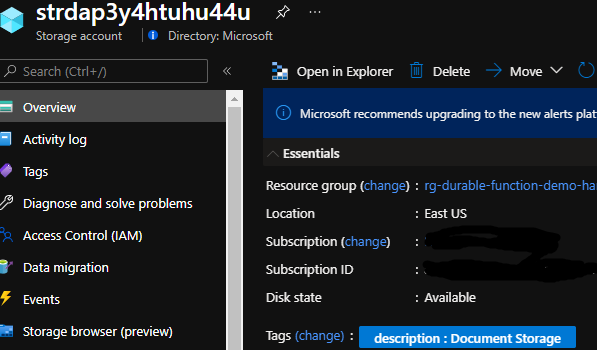 strdap3y4htuhu44u
Storage account
Directory: Microsoft
Search (Ctrl+/)
Overview
Activity log
Tags
Diagnose and solve problems
Access Control (IAM)
Data migration
Events
Storage browser (preview)
Open in Explorer
Delete
Move
Microsoft recommends upgrading to the new alerts plat
Essentials
Resource group (change) : rg-durable-function-demo-ha
Location : East US
Subscription (change) :
Subscription ID :
Disk state : Available
Tags (change) : description : Document Storage